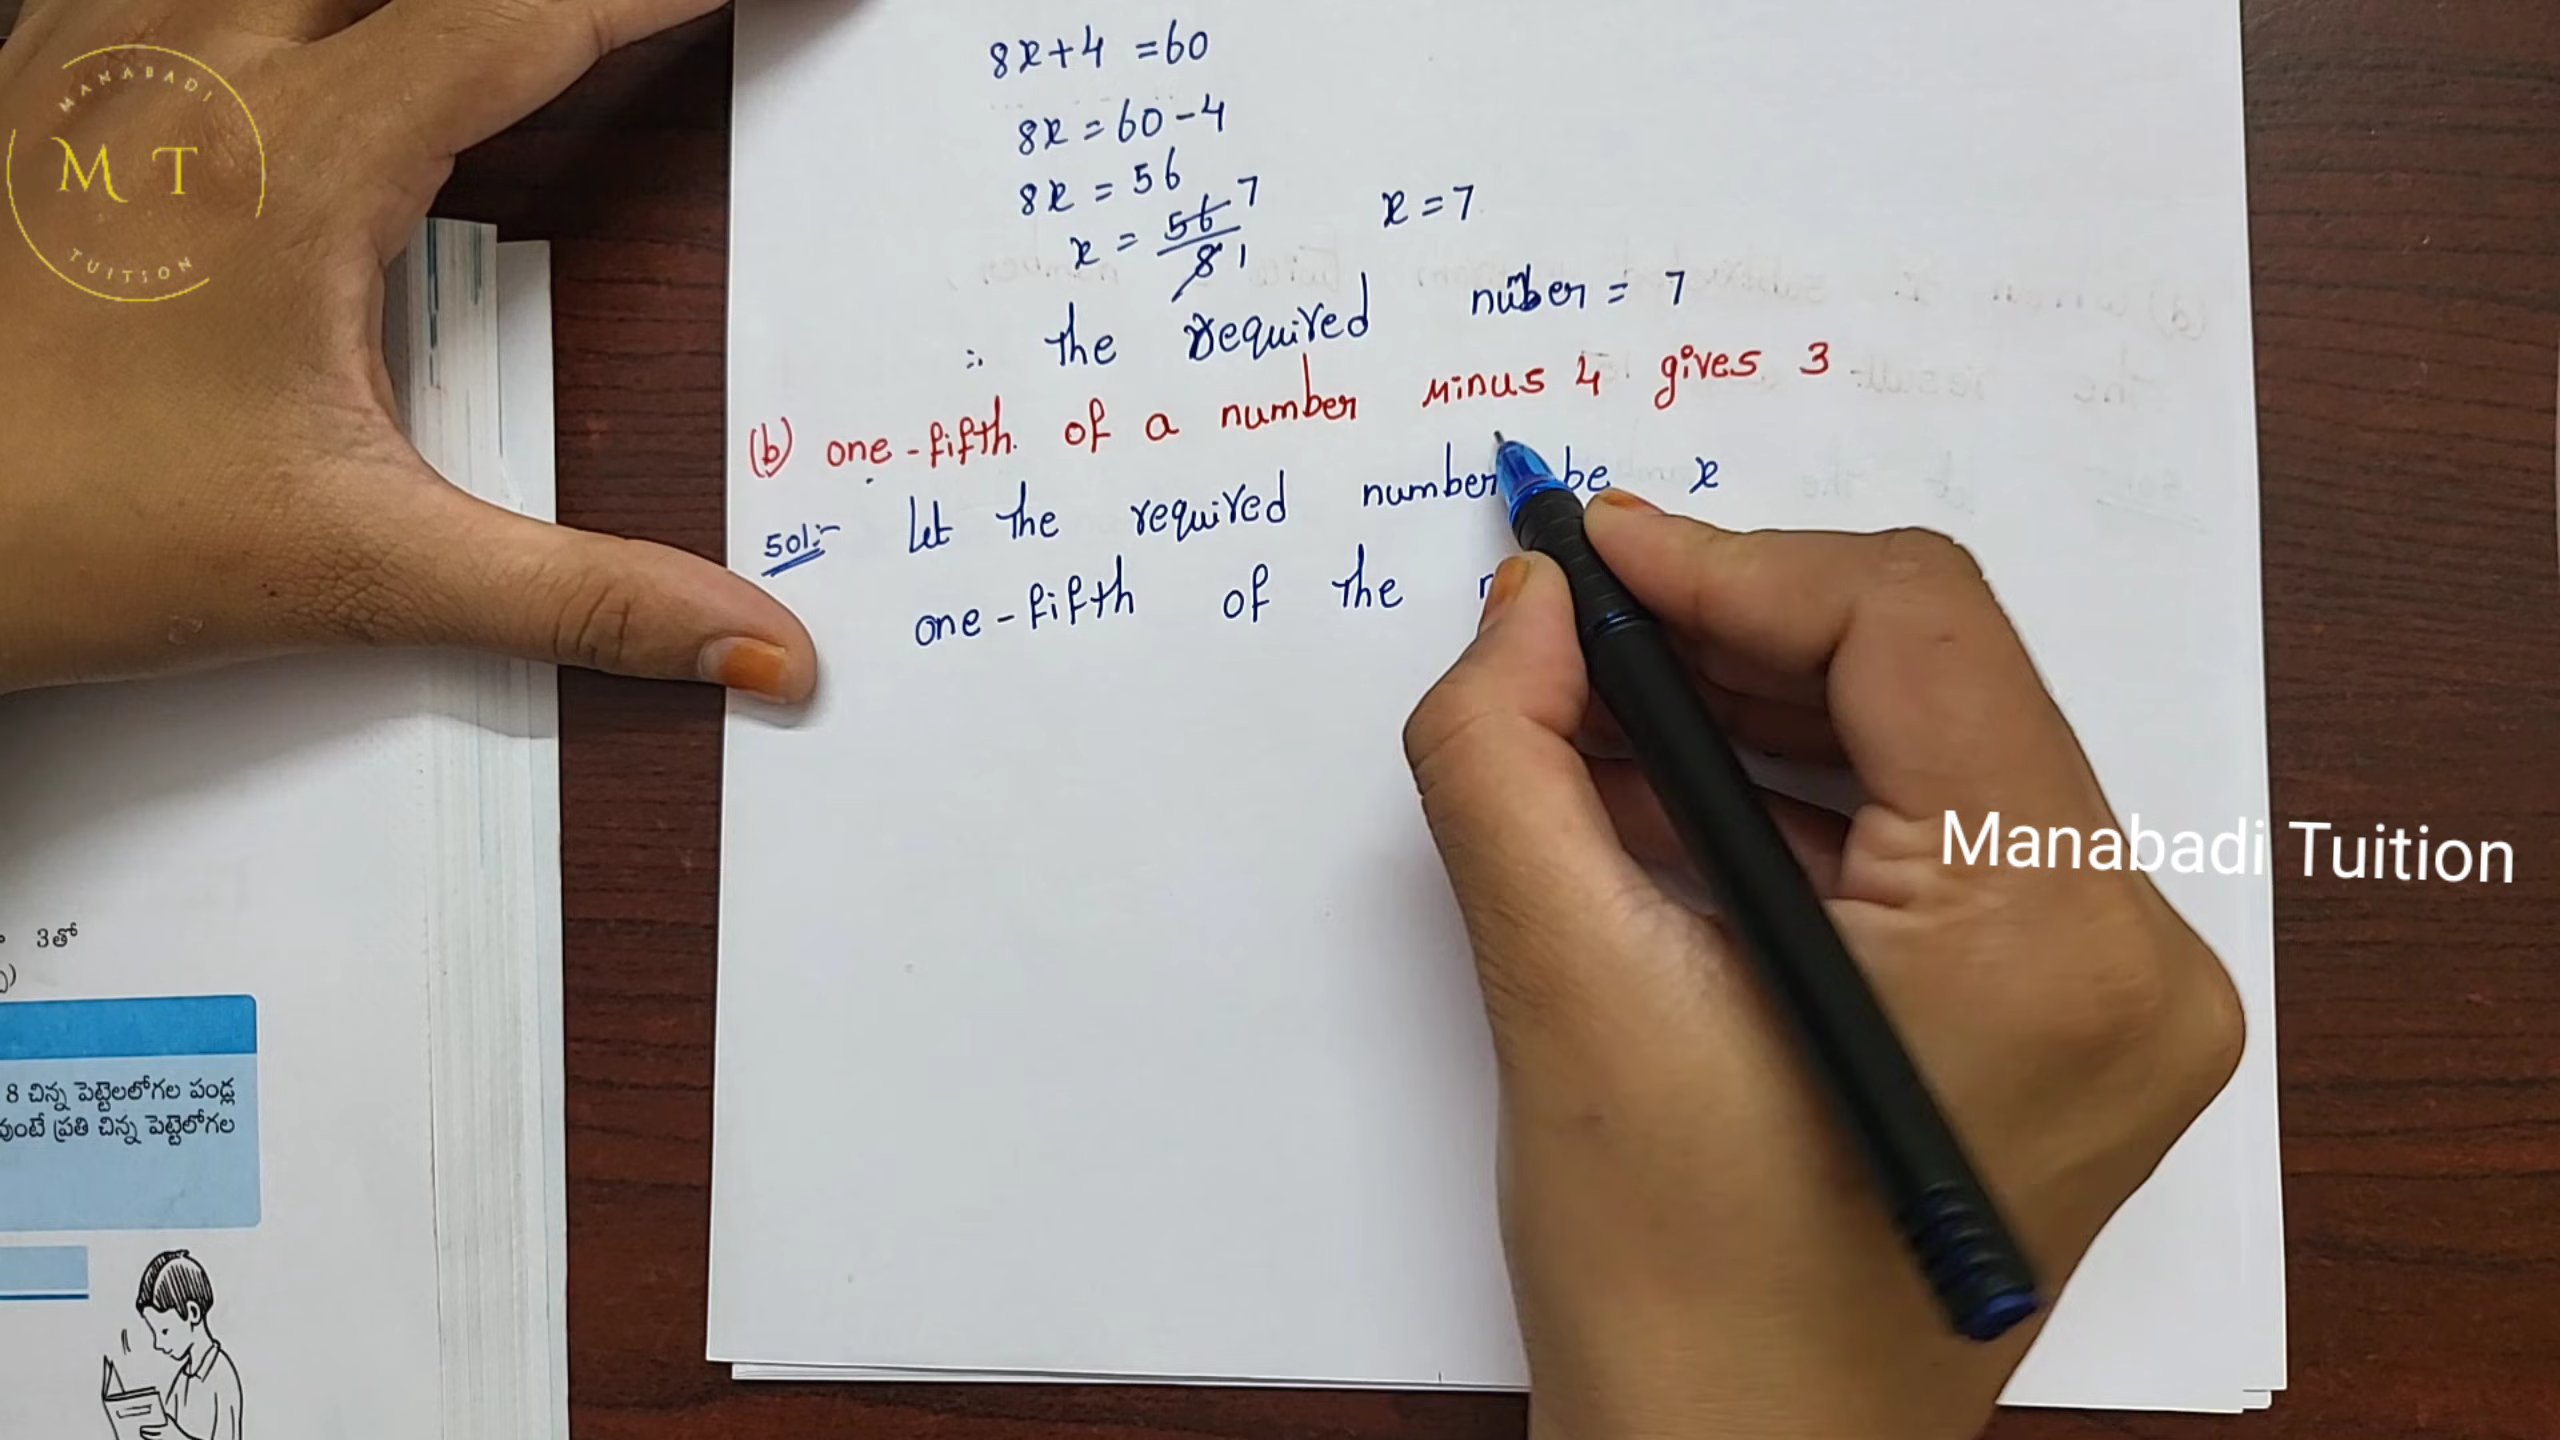 MANABADI
M T
TUITION
8x+4 =60
8x = 60-4
8x = 56
x = 56/8 7 1 x = 7
∴ the required nuber = 7
(b) one-fifth of a number minus 4 gives 3
Sol:- Let the required number be x
one-fifth of the
Manabadi Tuition
3తో
8 చిన్న పెట్టెలలోగల పండ్ల
వుంటే ప్రతి చిన్న పెట్టెలోగల